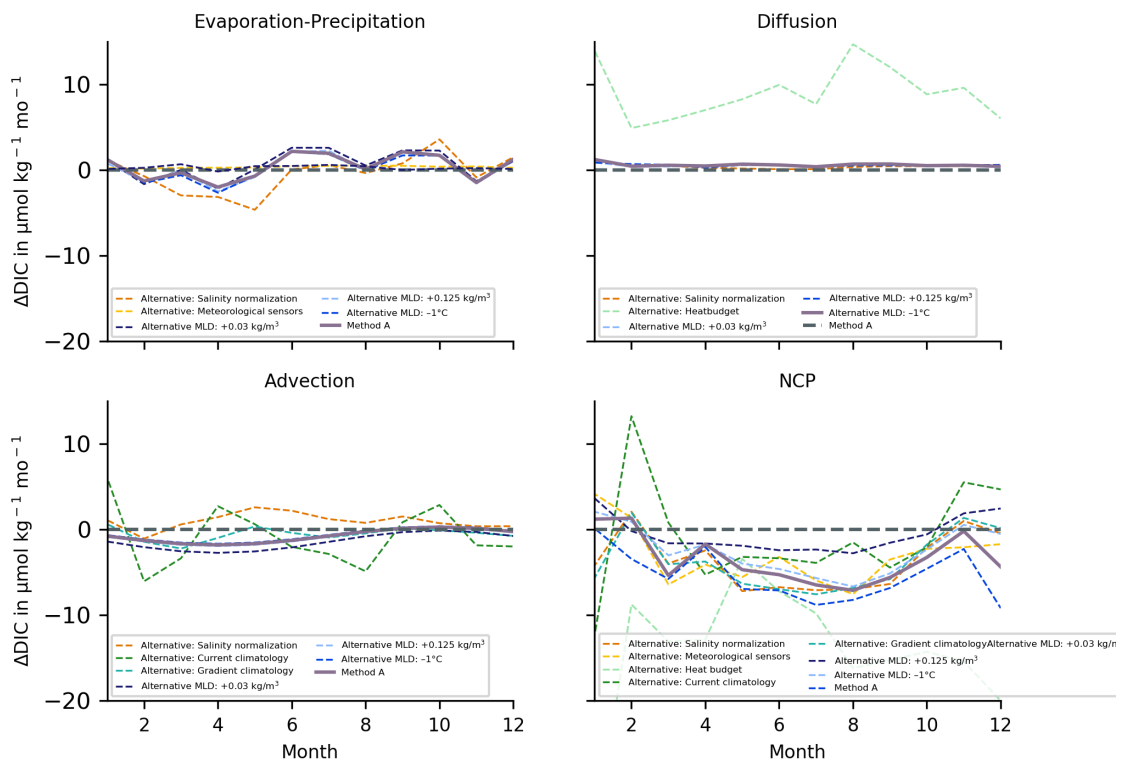 Evaporation-Precipitation
Diffusion
ΔDIC in µmol kg⁻¹ mo⁻¹
10
0
−10
−20
Alternative: Salinity normalization
Alternative: Meteorological sensors
Alternative MLD: +0.03 kg/m³
Alternative MLD: +0.125 kg/m³
Alternative MLD: –1°C
Method A
Alternative: Salinity normalization
Alternative: Heatbudget
Alternative MLD: +0.03 kg/m³
Alternative MLD: +0.125 kg/m³
Alternative MLD: –1°C
Method A
Advection
NCP
ΔDIC in µmol kg⁻¹ mo⁻¹
10
0
−10
−20
Alternative: Salinity normalization
Alternative: Current climatology
Alternative: Gradient climatology
Alternative MLD: +0.03 kg/m³
Alternative MLD: +0.125 kg/m³
Alternative MLD: –1°C
Method A
Alternative: Salinity normalization
Alternative: Meteorological sensors
Alternative: Heat budget
Alternative: Current climatology
Alternative: Gradient climatologyAlternative MLD: +0.03 kg/m
Alternative MLD: +0.125 kg/m³
Alternative MLD: –1°C
Method A
2 4 6 8 10 12
2 4 6 8 10 12
Month
Month